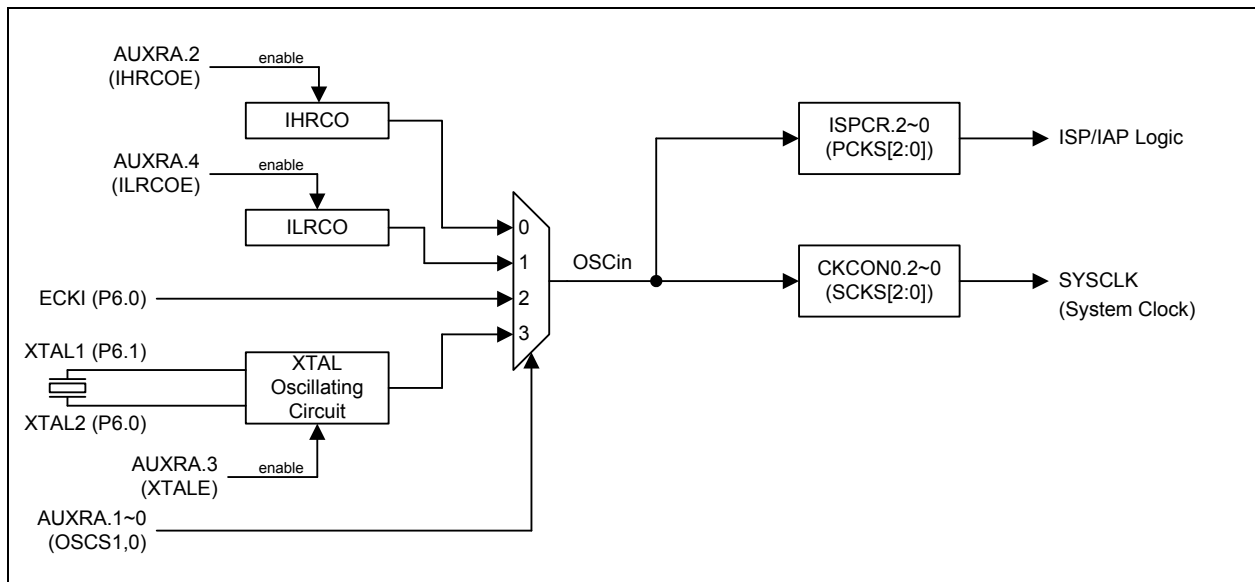 AUXRA.2
(IHRCOE)
enable
IHRCO
AUXRA.4
(ILRCOE)
enable
ILRCO
ECKI (P6.0)
XTAL1 (P6.1)
XTAL2 (P6.0)
XTAL
Oscillating
Circuit
AUXRA.3
(XTALE)
enable
AUXRA.1~0
(OSCS1,0)
0
1
2
3
OSCin
ISPCR.2~0
(PCKS[2:0])
ISP/IAP Logic
CKCON0.2~0
(SCKS[2:0])
SYSCLK
(System Clock)